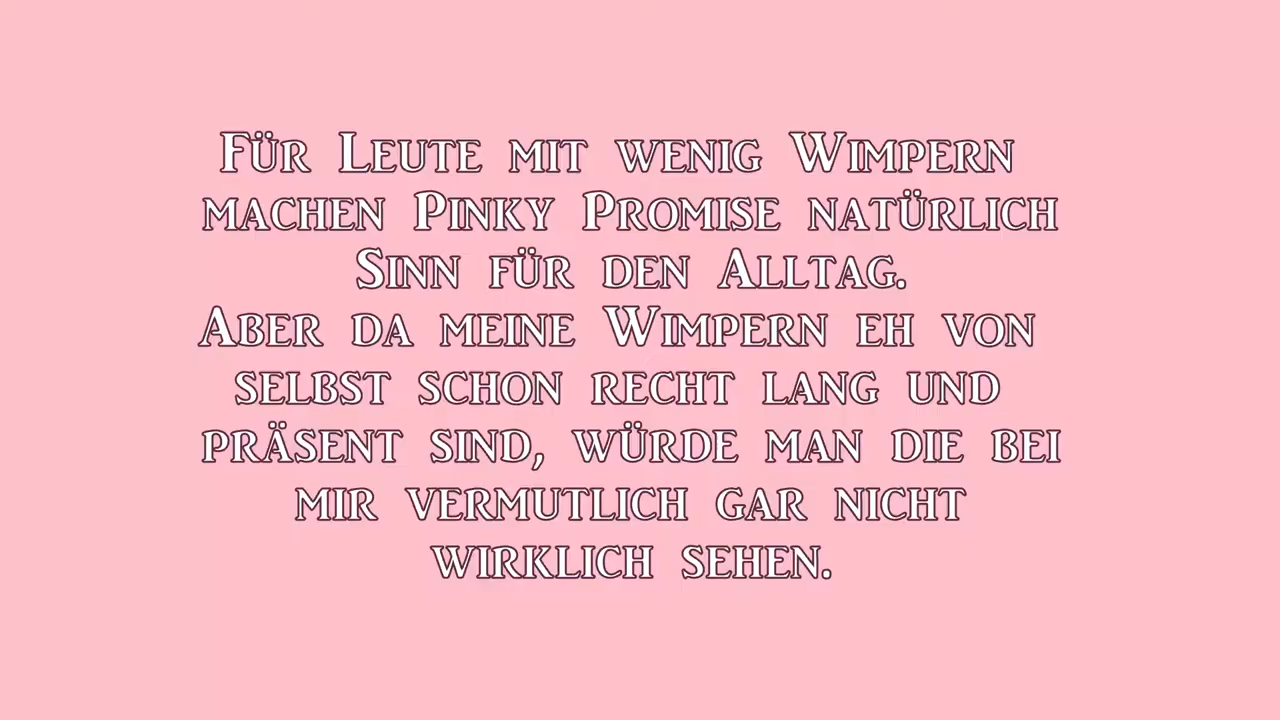 Für Leute mit wenig Wimpern
machen Pinky Promise natürlich
Sinn für den Alltag.
Aber da meine Wimpern eh von
selbst schon recht lang und
präsent sind, würde man die bei
mir vermutlich gar nicht
wirklich sehen.